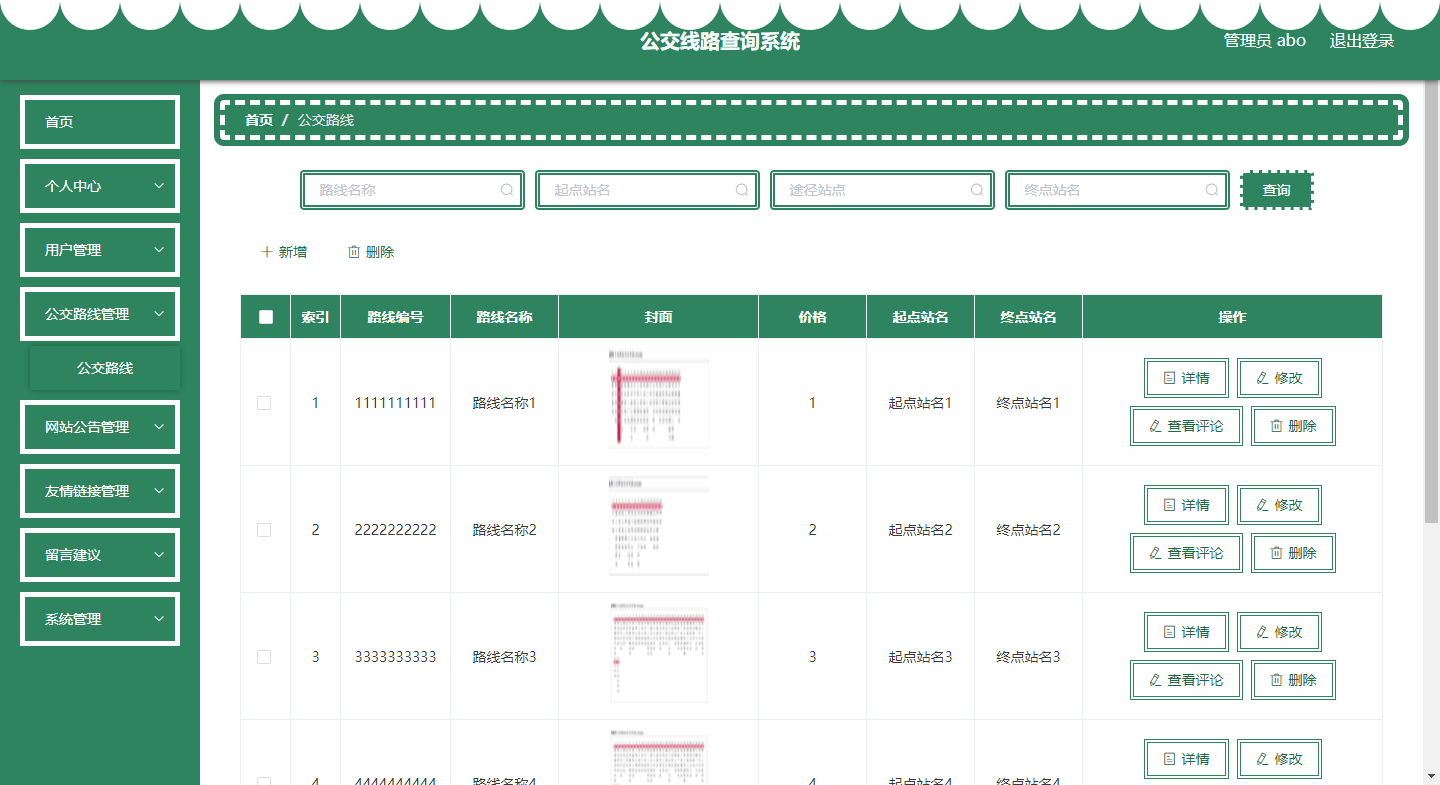 公交线路查询系统
管理员 abo 退出登录
首页
个人中心
用户管理
公交路线管理
公交路线
网站公告管理
友情链接管理
留言建议
系统管理
首页 / 公交路线
路线名称 起点站名 途径站点 终点站名 查询
新增 删除
索引 路线编号 路线名称 封面 价格 起点站名 终点站名 操作
1 1111111111 路线名称1 1 起点站名1 终点站名1
详情 修改
查看评论 删除
2 2222222222 路线名称2 2 起点站名2 终点站名2
详情 修改
查看评论 删除
3 3333333333 路线名称3 3 起点站名3 终点站名3
详情 修改
查看评论 删除
4 4444444444 路线名称4 4 起点站名4 终点站名4
详情 修改